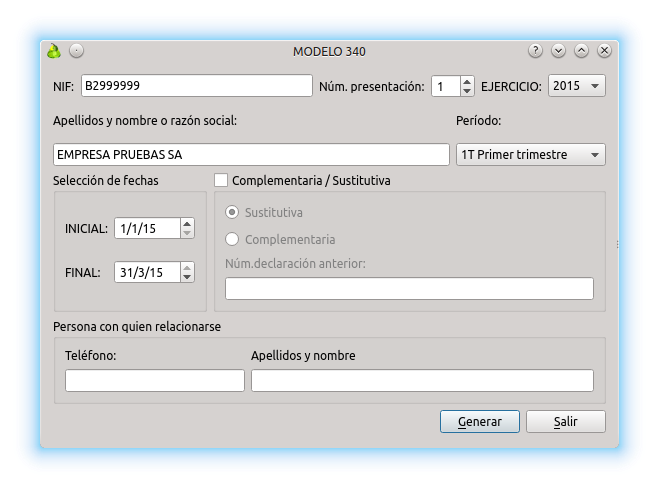 MODELO 340
?
NIF: B2999999 Núm. presentación: 1 EJERCICIO: 2015
Apellidos y nombre o razón social: Período:
EMPRESA PRUEBAS SA 1T Primer trimestre
Selección de fechas Complementaria / Sustitutiva
INICIAL: 1/1/15
FINAL: 31/3/15
Sustitutiva
Complementaria
Núm.declaración anterior:
Persona con quien relacionarse
Teléfono: Apellidos y nombre
Generar Salir